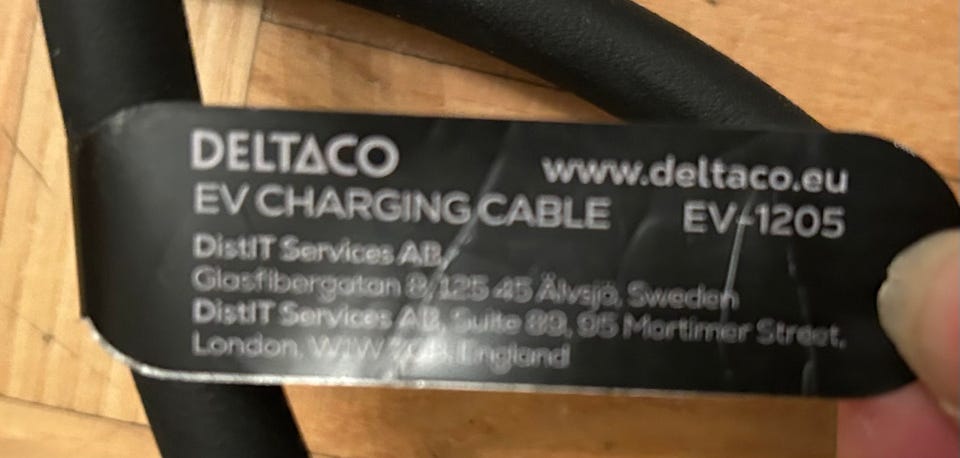 DELTACO
www.deltaco.eu
EV CHARGING CABLE EV-1205
DistIT Services AB,
Glasfibergatan 8, 125 45 Älvsjö, Sweden
DistIT Services AB, Suite 89, 95 Mortimer Street,
London, W1W England